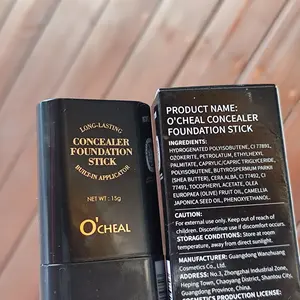 LONG-LASTING
CONCEALER
FOUNDATION
STICK
BUILT-IN APPLICATOR
NET WT : 15g
O'CHEAL
PRODUCT NAME:
O'CHEAL CONCEALER
FOUNDATION STICK
INGREDIENTS:
HYDROGENATED
POLYISOBUTENE, CI 77891,
OZOKERITE, PETROLATUM, ETHYLHEXYL
PALMITATE, CAPRYLIC/CAPRIC TRIGLYCERIDE,
POLYISOBUTENE, BUTYROSPERMUM PARKII
(SHEA BUTTER), CERA ALBA, CI 77492, CI
77491, TOCOPHERYL ACETATE, OLEA
EUROPAEA (OLIVE) FRUIT OIL, CAMELLIA
JAPONICA SEED OIL, PHENOXYETHANOL.
CAUTION:
For external use only. Keep out of reach of
children. Discontinue use if discomfort occurs.
STORAGE CONDITIONS: Store at room
temperature, away from direct sunlight.
MANUFACTURER: Guangdong Wanzhuang
Cosmetics Co., Ltd.
ADDRESS: No.3, Zhongzhai Industrial Zone,
Heping Town, Chaoyang District, Shantou City,
Guangdong Province, China.
COSMETICS PRODUCTION LICENSE: